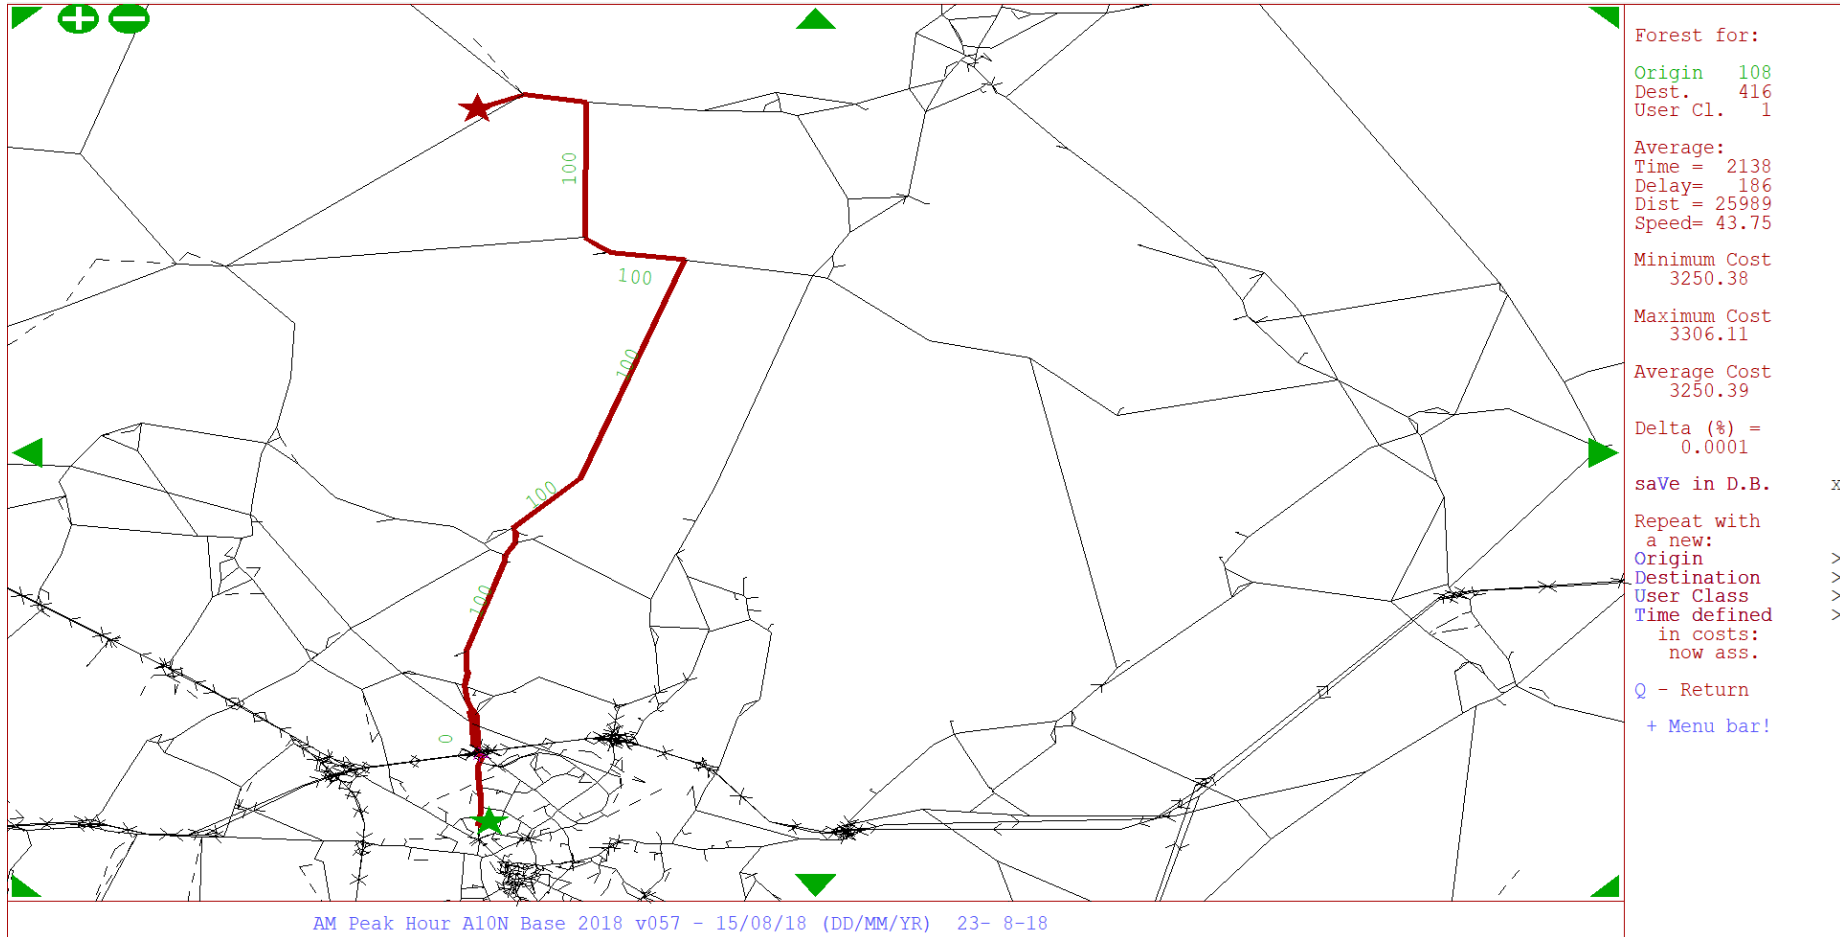 100
100
100
100
100
0
AM Peak Hour A10N Base 2018 v057 - 15/08/18 (DD/MM/YR) 23- 8-18
Forest for:
Origin 108
Dest. 416
User Cl. 1
Average:
Time = 2138
Delay= 186
Dist = 25989
Speed= 43.75
Minimum Cost
3250.38
Maximum Cost
3306.11
Average Cost
3250.39
Delta (%) =
0.0001
saVe in D.B. x
Repeat with
a new:
Origin >
Destination >
User Class >
Time defined >
in costs:
now ass.
Q - Return
+ Menu bar!